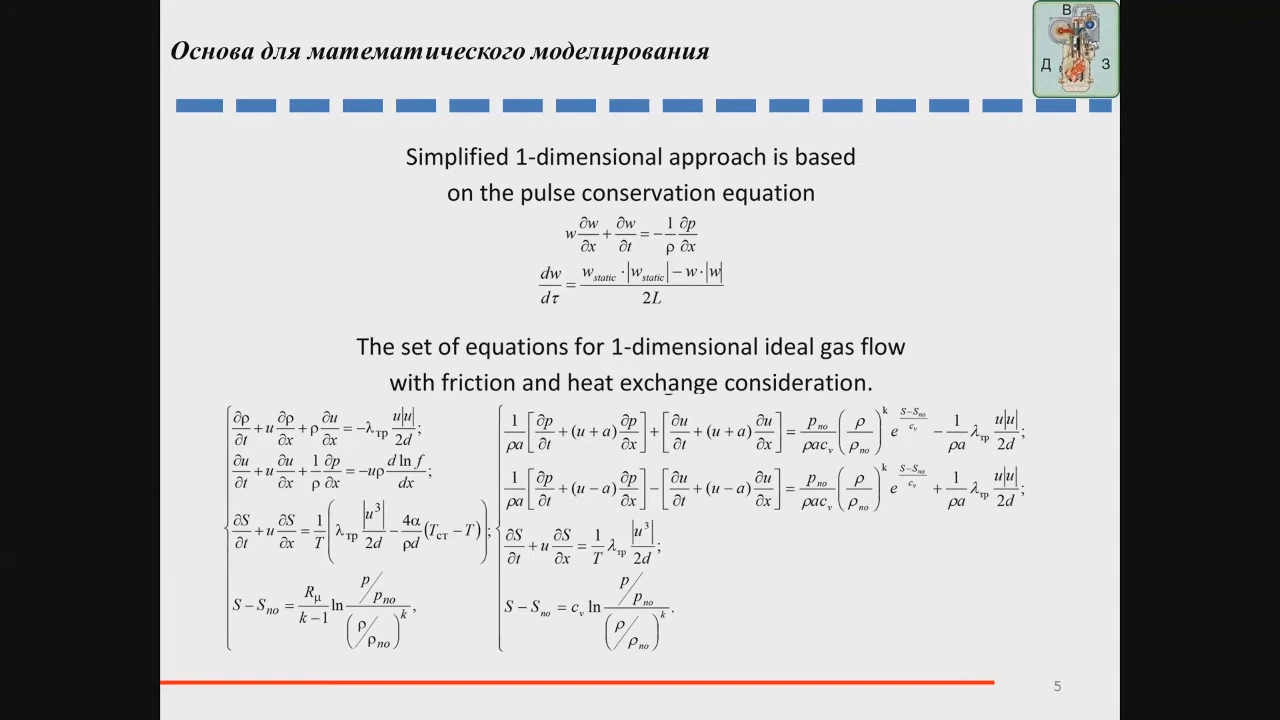 Основа для математического моделирования
В
Д З
Simplified 1-dimensional approach is based
on the pulse conservation equation
w ∂w/∂x + ∂w/∂t = −(1/ρ) ∂p/∂x
dw/dτ = (w_static · |w_static| − w · |w|) / 2L
The set of equations for 1-dimensional ideal gas flow
with friction and heat exchange consideration.
∂ρ/∂t + u ∂ρ/∂x + ρ ∂u/∂x = −λ_тр u|u|/2d;
∂u/∂t + u ∂u/∂x + (1/ρ) ∂p/∂x = −uρ d ln f/dx;
∂S/∂t + u ∂S/∂x = (1/T) (λ_тр |u³|/2d − (4α/ρd) (T_ст − T));
S − S_no = (R_μ/(k−1)) ln ((p/p_no) / (ρ/ρ_no)^k),
(1/ρa) [∂p/∂t + (u + a) ∂p/∂x] + [∂u/∂t + (u + a) ∂u/∂x] = (p_no/ρac_v) (ρ/ρ_no)^k e^((S−S_no)/c_v) − (1/ρa) λ_тр u|u|/2d;
(1/ρa) [∂p/∂t + (u − a) ∂p/∂x] − [∂u/∂t + (u − a) ∂u/∂x] = (p_no/ρac_v) (ρ/ρ_no)^k e^((S−S_no)/c_v) + (1/ρa) λ_тр u|u|/2d;
∂S/∂t + u ∂S/∂x = (1/T) λ_тр |u³|/2d;
S − S_no = c_v ln ((p/p_no) / (ρ/ρ_no)^k).
5